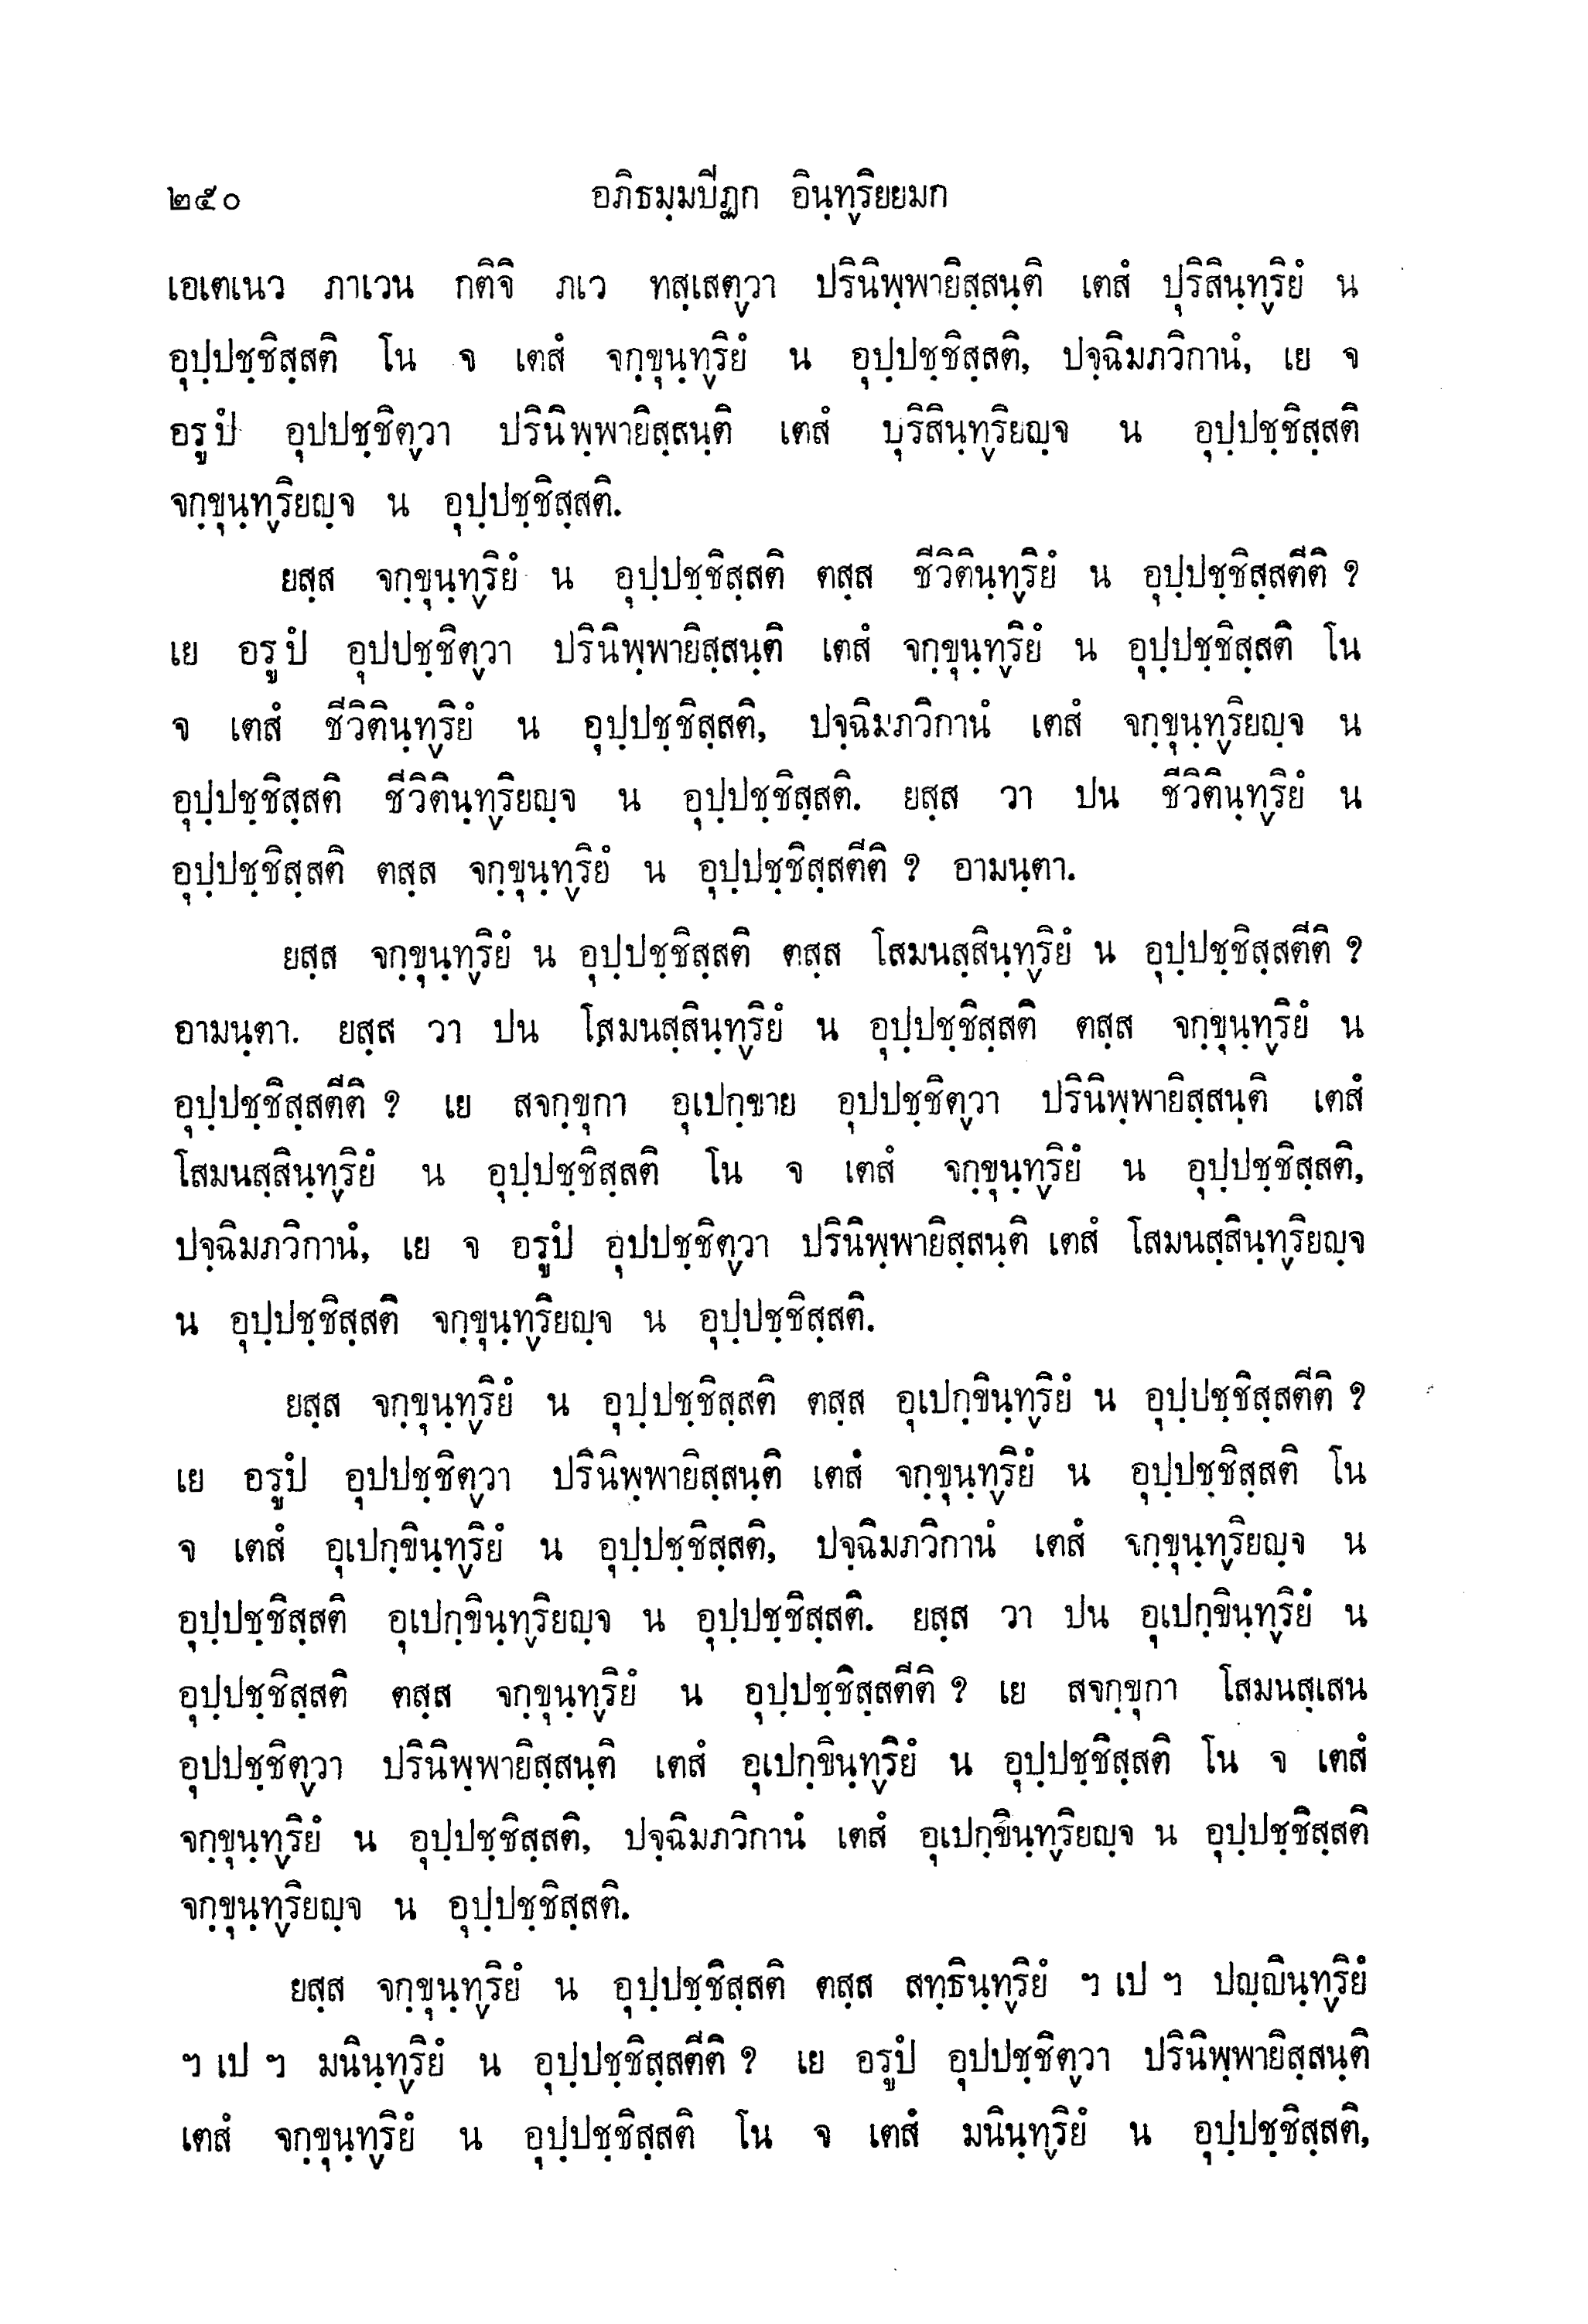 ๒๕๐ อภิธมฺมปีฏก อินฺทฺริยยมก
เอเตเนว ภาเวน กติจิ ภเว ทสฺเสตฺวา ปรินิพฺพายิสฺสนฺติ เตสํ ปุริสินฺทฺริยํ น
อุปฺปชฺชิสฺสติ โน จ เตสํ จกฺขุนฺทฺริยํ น อุปฺปชฺชิสฺสติ, ปจฺฉิมภวิกานํ, เย จ
อรูปํ อุปปชฺชิตฺวา ปรินิพฺพายิสฺสนฺติ เตสํ ปุริสินฺทฺริยญฺจ น อุปฺปชฺชิสฺสติ
จกฺขุนฺทฺริยญฺจ น อุปฺปชฺชิสฺสติ.
ยสฺส จกฺขุนฺทฺริยํ น อุปฺปชฺชิสฺสติ ตสฺส ชีวิตินฺทฺริยํ น อุปฺปชฺชิสฺสตีติ ?
เย อรูปํ อุปปชฺชิตฺวา ปรินิพฺพายิสฺสนฺติ เตสํ จกฺขุนฺทฺริยํ น อุปฺปชฺชิสฺสติ โน
จ เตสํ ชีวิตินฺทฺริยํ น อุปฺปชฺชิสฺสติ, ปจฺฉิมภวิกานํ เตสํ จกฺขุนฺทฺริยญฺจ น
อุปฺปชฺชิสฺสติ ชีวิตินฺทฺริยญฺจ น อุปฺปชฺชิสฺสติ. ยสฺส วา ปน ชีวิตินฺทฺริยํ น
อุปฺปชฺชิสฺสติ ตสฺส จกฺขุนฺทฺริยํ น อุปฺปชฺชิสฺสตีติ ? อามนฺตา.
ยสฺส จกฺขุนฺทฺริยํ น อุปฺปชฺชิสฺสติ ตสฺส โสมนสฺสินฺทฺริยํ น อุปฺปชฺชิสฺสตีติ ?
อามนฺตา. ยสฺส วา ปน โสมนสฺสินฺทฺริยํ น อุปฺปชฺชิสฺสติ ตสฺส จกฺขุนฺทฺริยํ น
อุปฺปชฺชิสฺสตีติ ? เย สจกฺขุกา อุเปกฺขาย อุปปชฺชิตฺวา ปรินิพฺพายิสฺสนฺติ เตสํ
โสมนสฺสินฺทฺริยํ น อุปฺปชฺชิสฺสติ โน จ เตสํ จกฺขุนฺทฺริยํ น อุปฺปชฺชิสฺสติ,
ปจฺฉิมภวิกานํ, เย จ อรูปํ อุปปชฺชิตฺวา ปรินิพฺพายิสฺสนฺติ เตสํ โสมนสฺสินฺทฺริยญฺจ
น อุปฺปชฺชิสฺสติ จกฺขุนฺทฺริยญฺจ น อุปฺปชฺชิสฺสติ.
ยสฺส จกฺขุนฺทฺริยํ น อุปฺปชฺชิสฺสติ ตสฺส อุเปกฺขินฺทฺริยํ น อุปฺปชฺชิสฺสตีติ ?
เย อรูปํ อุปปชฺชิตฺวา ปรินิพฺพายิสฺสนฺติ เตสํ จกฺขุนฺทฺริยํ น อุปฺปชฺชิสฺสติ โน
จ เตสํ อุเปกฺขินฺทฺริยํ น อุปฺปชฺชิสฺสติ, ปจฺฉิมภวิกานํ เตสํ จกฺขุนฺทฺริยญฺจ น
อุปฺปชฺชิสฺสติ อุเปกฺขินฺทฺริยญฺจ น อุปฺปชฺชิสฺสติ. ยสฺส วา ปน อุเปกฺขินฺทฺริยํ น
อุปฺปชฺชิสฺสติ ตสฺส จกฺขุนฺทฺริยํ น อุปฺปชฺชิสฺสตีติ ? เย สจกฺขุกา โสมนสฺเสน
อุปปชฺชิตฺวา ปรินิพฺพายิสฺสนฺติ เตสํ อุเปกฺขินฺทฺริยํ น อุปฺปชฺชิสฺสติ โน จ เตสํ
จกฺขุนฺทฺริยํ น อุปฺปชฺชิสฺสติ, ปจฺฉิมภวิกานํ เตสํ อุเปกฺขินฺทฺริยญฺจ น อุปฺปชฺชิสฺสติ
จกฺขุนฺทฺริยญฺจ น อุปฺปชฺชิสฺสติ.
ยสฺส จกฺขุนฺทฺริยํ น อุปฺปชฺชิสฺสติ ตสฺส สทฺธินฺทฺริยํ ฯ เป ฯ ปญฺญินฺทฺริยํ
ฯ เป ฯ มนินฺทฺริยํ น อุปฺปชฺชิสฺสตีติ ? เย อรูปํ อุปปชฺชิตฺวา ปรินิพฺพายิสฺสนฺติ
เตสํ จกฺขุนฺทฺริยํ น อุปฺปชฺชิสฺสติ โน จ เตสํ มนินฺทฺริยํ น อุปฺปชฺชิสฺสติ,